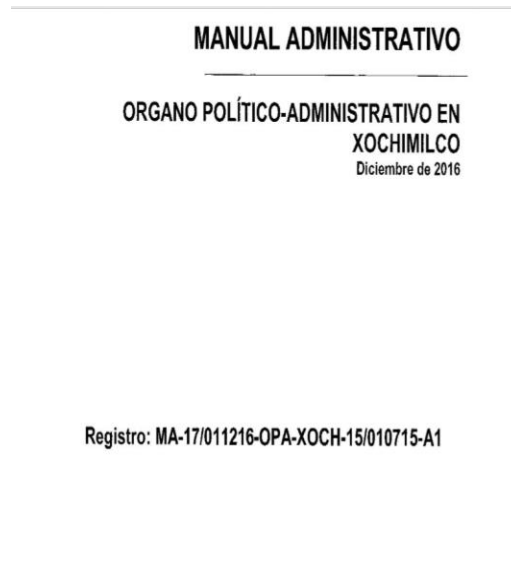 MANUAL ADMINISTRATIVO
ORGANO POLÍTICO-ADMINISTRATIVO EN
XOCHIMILCO
Diciembre de 2016
Registro: MA-17/011216-OPA-XOCH-15/010715-A1